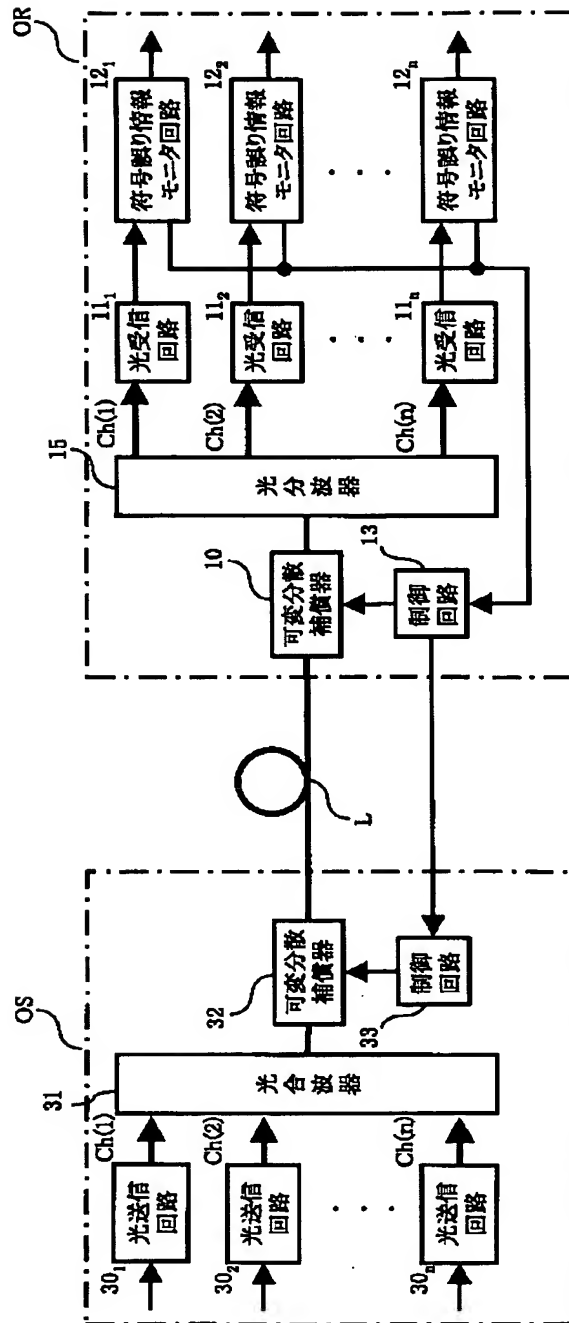 OS
30₁
光送信
回路
Ch(1)
30₂
光送信
回路
Ch(2)
30ₙ
光送信
回路
Ch(n)
31
光合波器
32
可変分散
補償器
33
制御
回路
L
OR
10
可変分散
補償器
13
制御
回路
15
光分波器
Ch(1)
11₁
光受信
回路
12₁
符号誤り情報
モニタ回路
Ch(2)
11₂
光受信
回路
12₂
符号誤り情報
モニタ回路
Ch(n)
11ₙ
光受信
回路
12ₙ
符号誤り情報
モニタ回路